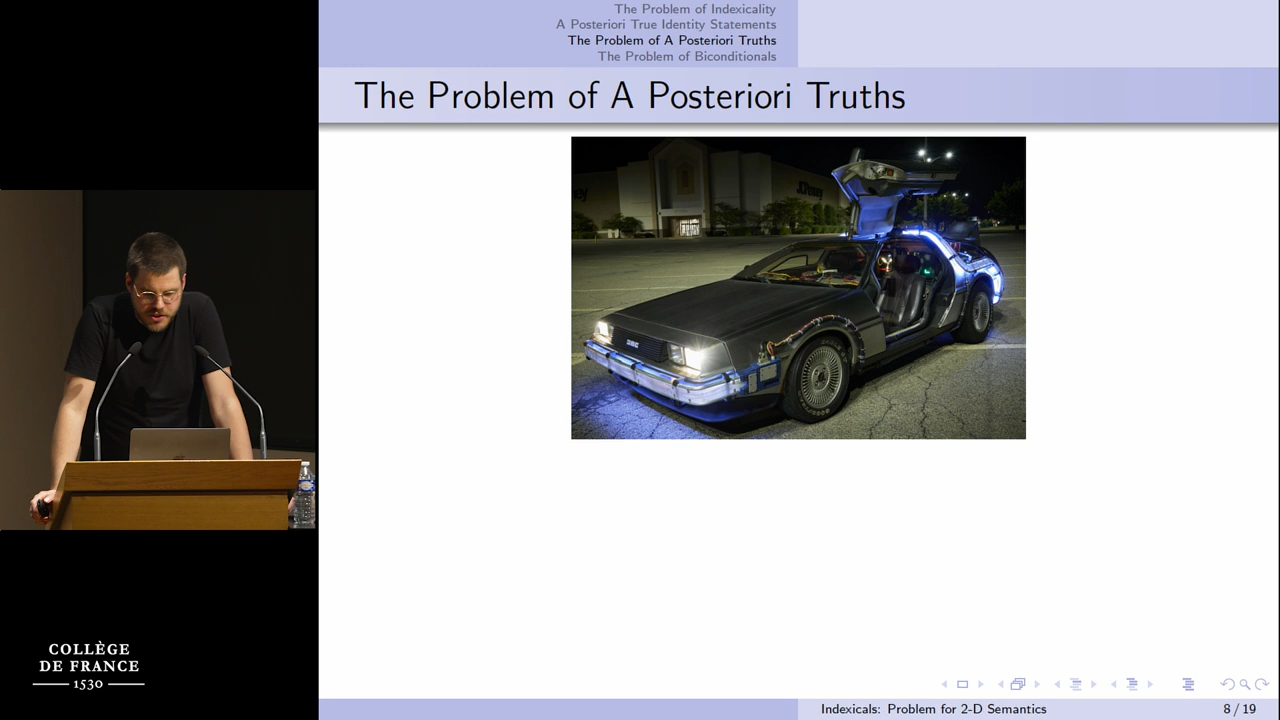 The Problem of Indexicality
A Posteriori True Identity Statements
The Problem of A Posteriori Truths
The Problem of Biconditionals
The Problem of A Posteriori Truths
JCPenney
COLLÈGE
DE FRANCE
1530
Indexicals: Problem for 2-D Semantics
8 / 19